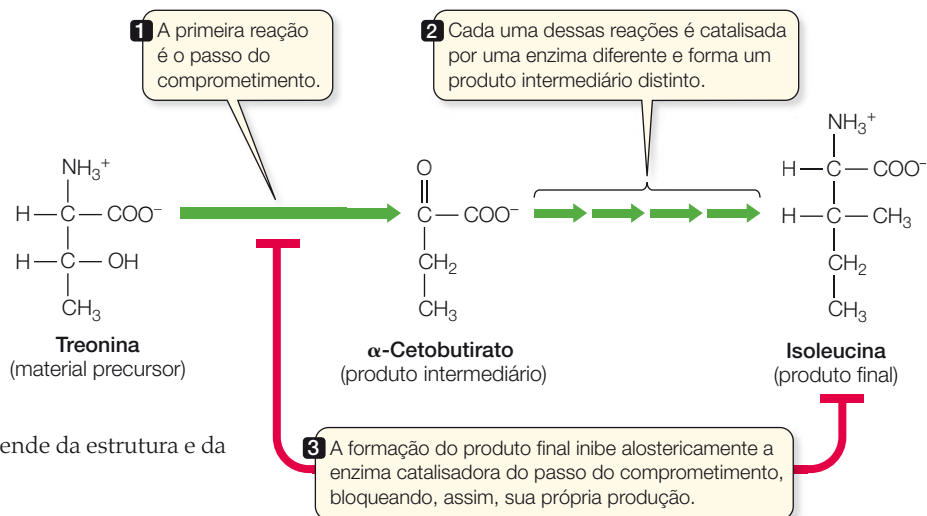 1 A primeira reação
é o passo do
comprometimento.
2 Cada uma dessas reações é catalisada
por uma enzima diferente e forma um
produto intermediário distinto.
NH₃⁺
H—C—COO⁻
H—C—OH
CH₃
Treonina
(material precursor)
O
C—COO⁻
CH₂
CH₃
α-Cetobutirato
(produto intermediário)
NH₃⁺
H—C—COO⁻
H—C—CH₃
CH₂
CH₃
Isoleucina
(produto final)
ende da estrutura e da
3 A formação do produto final inibe alostericamente a
enzima catalisadora do passo do comprometimento,
bloqueando, assim, sua própria produção.